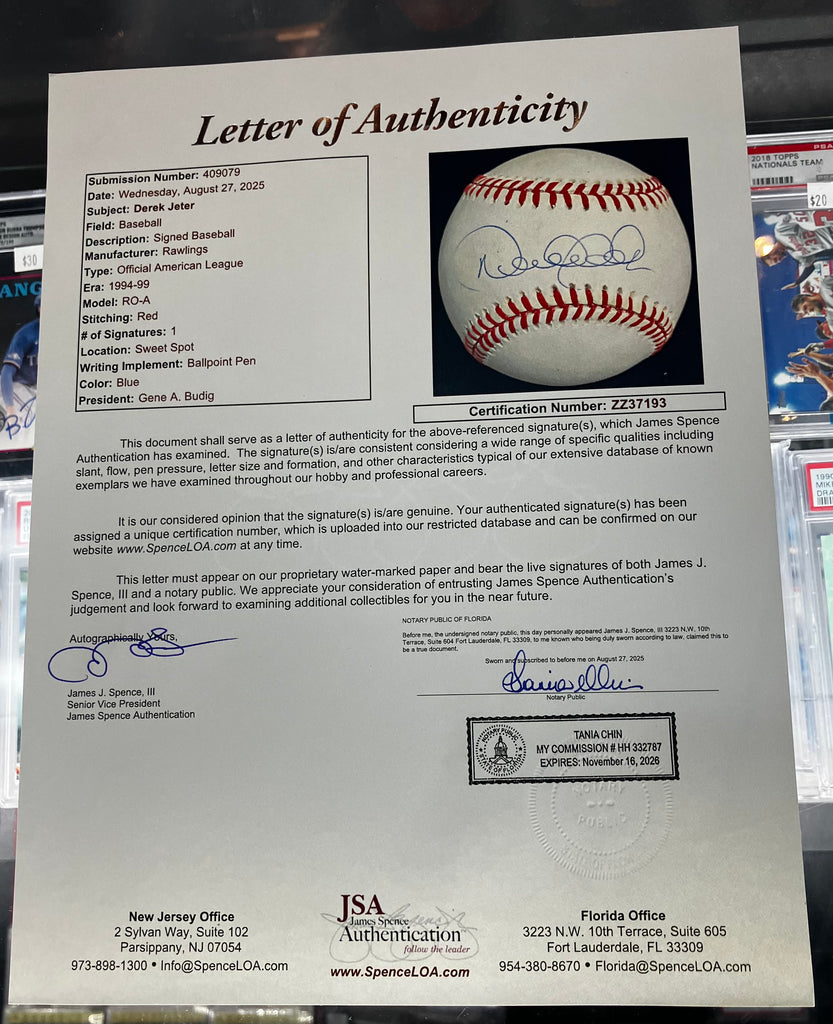 Letter of Authenticity
Submission Number: 409079
Date: Wednesday, August 27, 2025
Subject: Derek Jeter
Field: Baseball
Description: Signed Baseball
Manufacturer: Rawlings
Type: Official American League
Era: 1994-99
Model: RO-A
Stitching: Red
# of Signatures: 1
Location: Sweet Spot
Writing Implement: Ballpoint Pen
Color: Blue
President: Gene A. Budig
Certification Number: ZZ37193
This document shall serve as a letter of authenticity for the above-referenced signature(s), which James Spence
Authentication has examined. The signature(s) is/are consistent considering a wide range of specific qualities including
slant, flow, pen pressure, letter size and formation, and other characteristics typical of our extensive database of known
exemplars we have examined throughout our hobby and professional careers.
It is our considered opinion that the signature(s) is/are genuine. Your authenticated signature(s) has been
assigned a unique certification number, which is uploaded into our restricted database and can be confirmed on our
website www.SpenceLOA.com at any time.
This letter must appear on our proprietary water-marked paper and bear the live signatures of both James J.
Spence, III and a notary public. We appreciate your consideration of entrusting James Spence Authentication's
judgement and look forward to examining additional collectibles for you in the near future.
Autographically Yours,
James J. Spence, III
Senior Vice President
James Spence Authentication
NOTARY PUBLIC OF FLORIDA
Before me, the undersigned notary public, this day personally appeared James J. Spence, III 3223 N.W. 10th
Terrace, Suite 604 Fort Lauderdale, FL 33309, to me known who being duly sworn according to law, claimed this to
be a true document.
Sworn and subscribed to before me on August 27, 2025
Notary Public
TANIA CHIN
MY COMMISSION # HH 332787
EXPIRES: November 16, 2026
NOTARY PUBLIC
STATE OF FLORIDA
NOTARY
PUBLIC
New Jersey Office
2 Sylvan Way, Suite 102
Parsippany, NJ 07054
973-898-1300 • Info@SpenceLOA.com
JSA
James Spence
Authentication
follow the leader
www.SpenceLOA.com
Florida Office
3223 N.W. 10th Terrace, Suite 605
Fort Lauderdale, FL 33309
954-380-8670 • Florida@SpenceLOA.com
PSA
2018 TOPPS
NATIONALS TEAM
$20
$30
ANG
1990
MIK
DRA